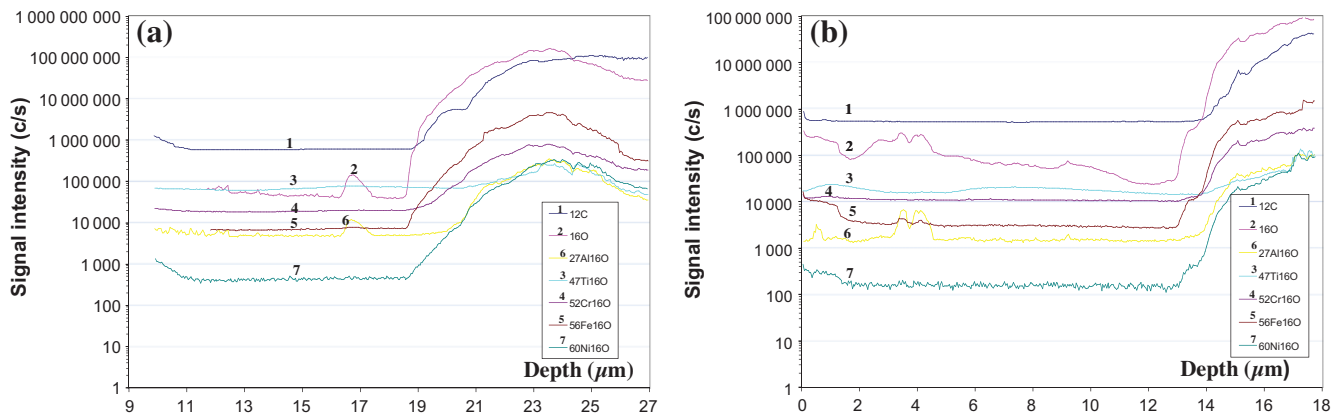 (a)
Signal intensity (c/s)
1 000 000 000
100 000 000
10 000 000
1 000 000
100 000
10 000
1 000
100
10
1
1
2
3
4
5
6
7
1 12C
2 16O
6 27Al16O
3 47Ti16O
4 52Cr16O
5 56Fe16O
7 60Ni16O
Depth (μm)
9 11 13 15 17 19 21 23 25 27
(b)
Signal intensity (c/s)
100 000 000
10 000 000
1 000 000
100 000
10 000
1 000
100
10
1
1
2
3
4
5
6
7
1 12C
2 16O
6 27Al16O
3 47Ti16O
4 52Cr16O
5 56Fe16O
7 60Ni16O
Depth (μm)
0 2 4 6 8 10 12 14 16 18